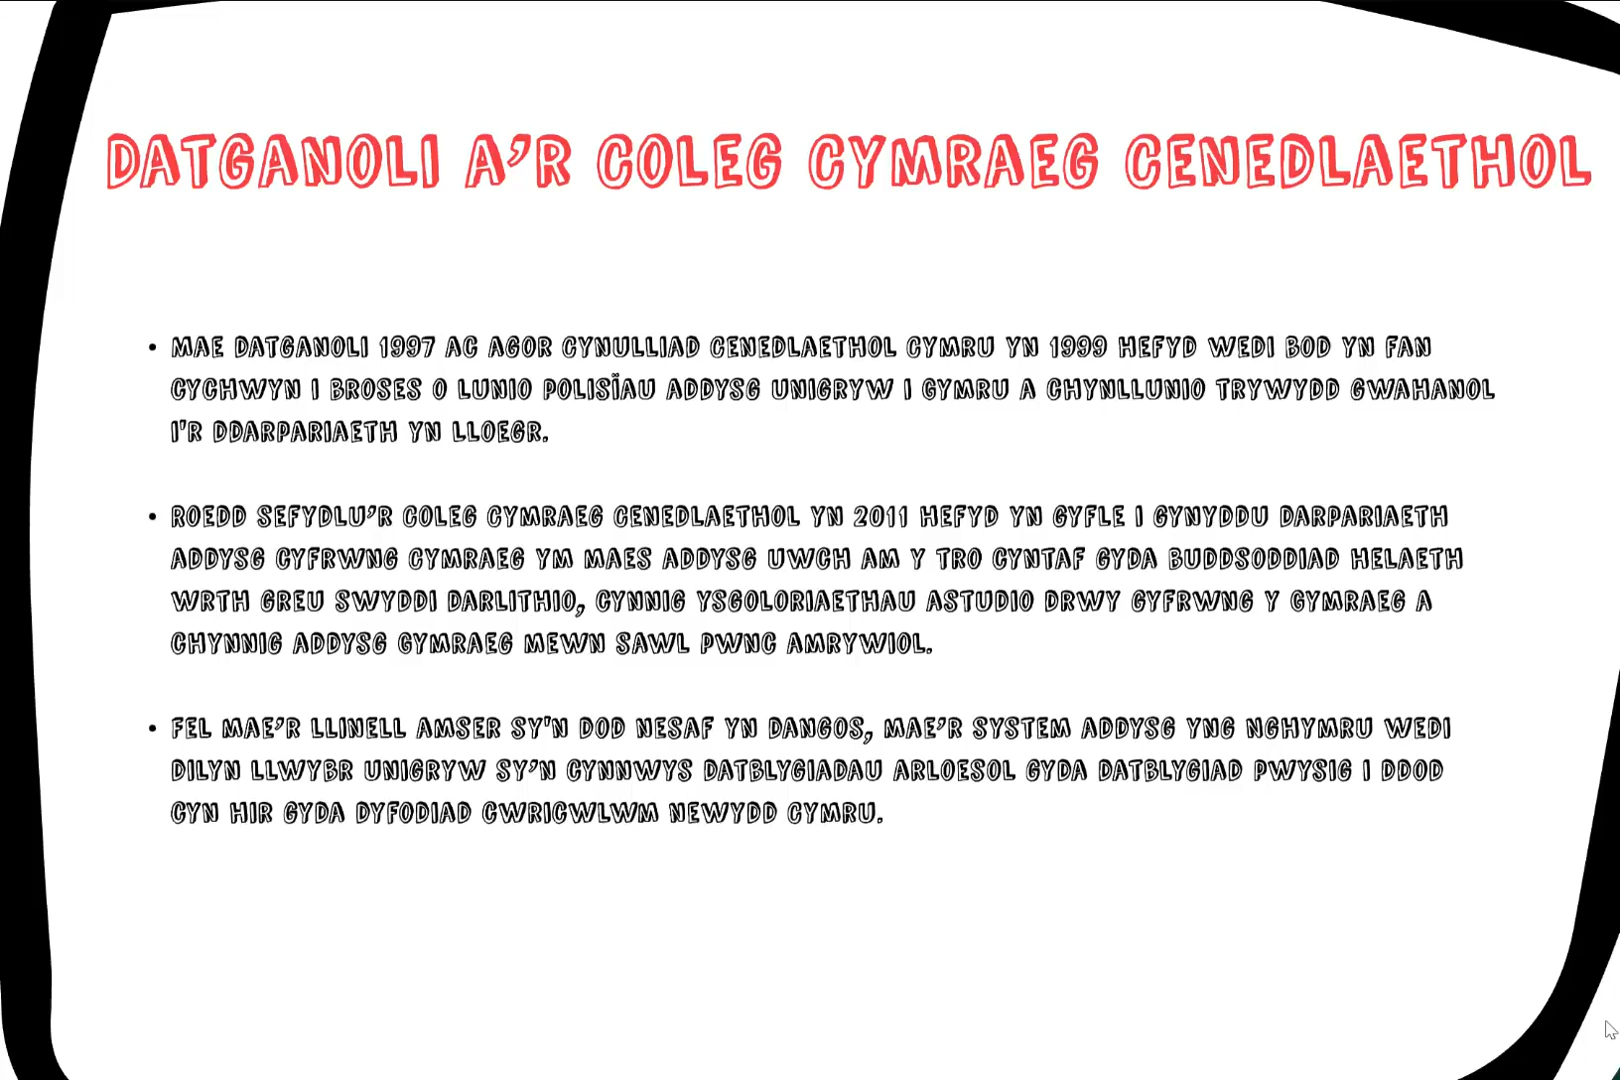 DATGANOLI A’R COLEG CYMRAEG CENEDLAETHOL
• MAE DATGANOLI 1997 AC AGOR CYNULLIAD CENEDLAETHOL CYMRU YN 1999 HEFYD WEDI BOD YN FAN
CYCHWYN I BROSES O LUNIO POLISÏAU ADDYSG UNIGRYW I GYMRU A CHYNLLUNIO TRYWYDD GWAHANOL
I'R DDARPARIAETH YN LLOEGR.
• ROEDD SEFYDLU’R COLEG CYMRAEG CENEDLAETHOL YN 2011 HEFYD YN GYFLE I GYNYDDU DARPARIAETH
ADDYSG CYFRWNG CYMRAEG YM MAES ADDYSG UWCH AM Y TRO CYNTAF GYDA BUDDSODDIAD HELAETH
WRTH GREU SWYDDI DARLITHIO, CYNNIG YSGOLORIAETHAU ASTUDIO DRWY GYFRWNG Y GYMRAEG A
CHYNNIG ADDYSG GYMRAEG MEWN SAWL PWNC AMRYWIOL.
• FEL MAE’R LLINELL AMSER SY'N DOD NESAF YN DANGOS, MAE’R SYSTEM ADDYSG YNG NGHYMRU WEDI
DILYN LLWYBR UNIGRYW SY’N CYNNWYS DATBLYGIADAU ARLOESOL GYDA DATBLYGIAD PWYSIG I DDOD
CYN HIR GYDA DYFODIAD CWRICWLWM NEWYDD CYMRU.